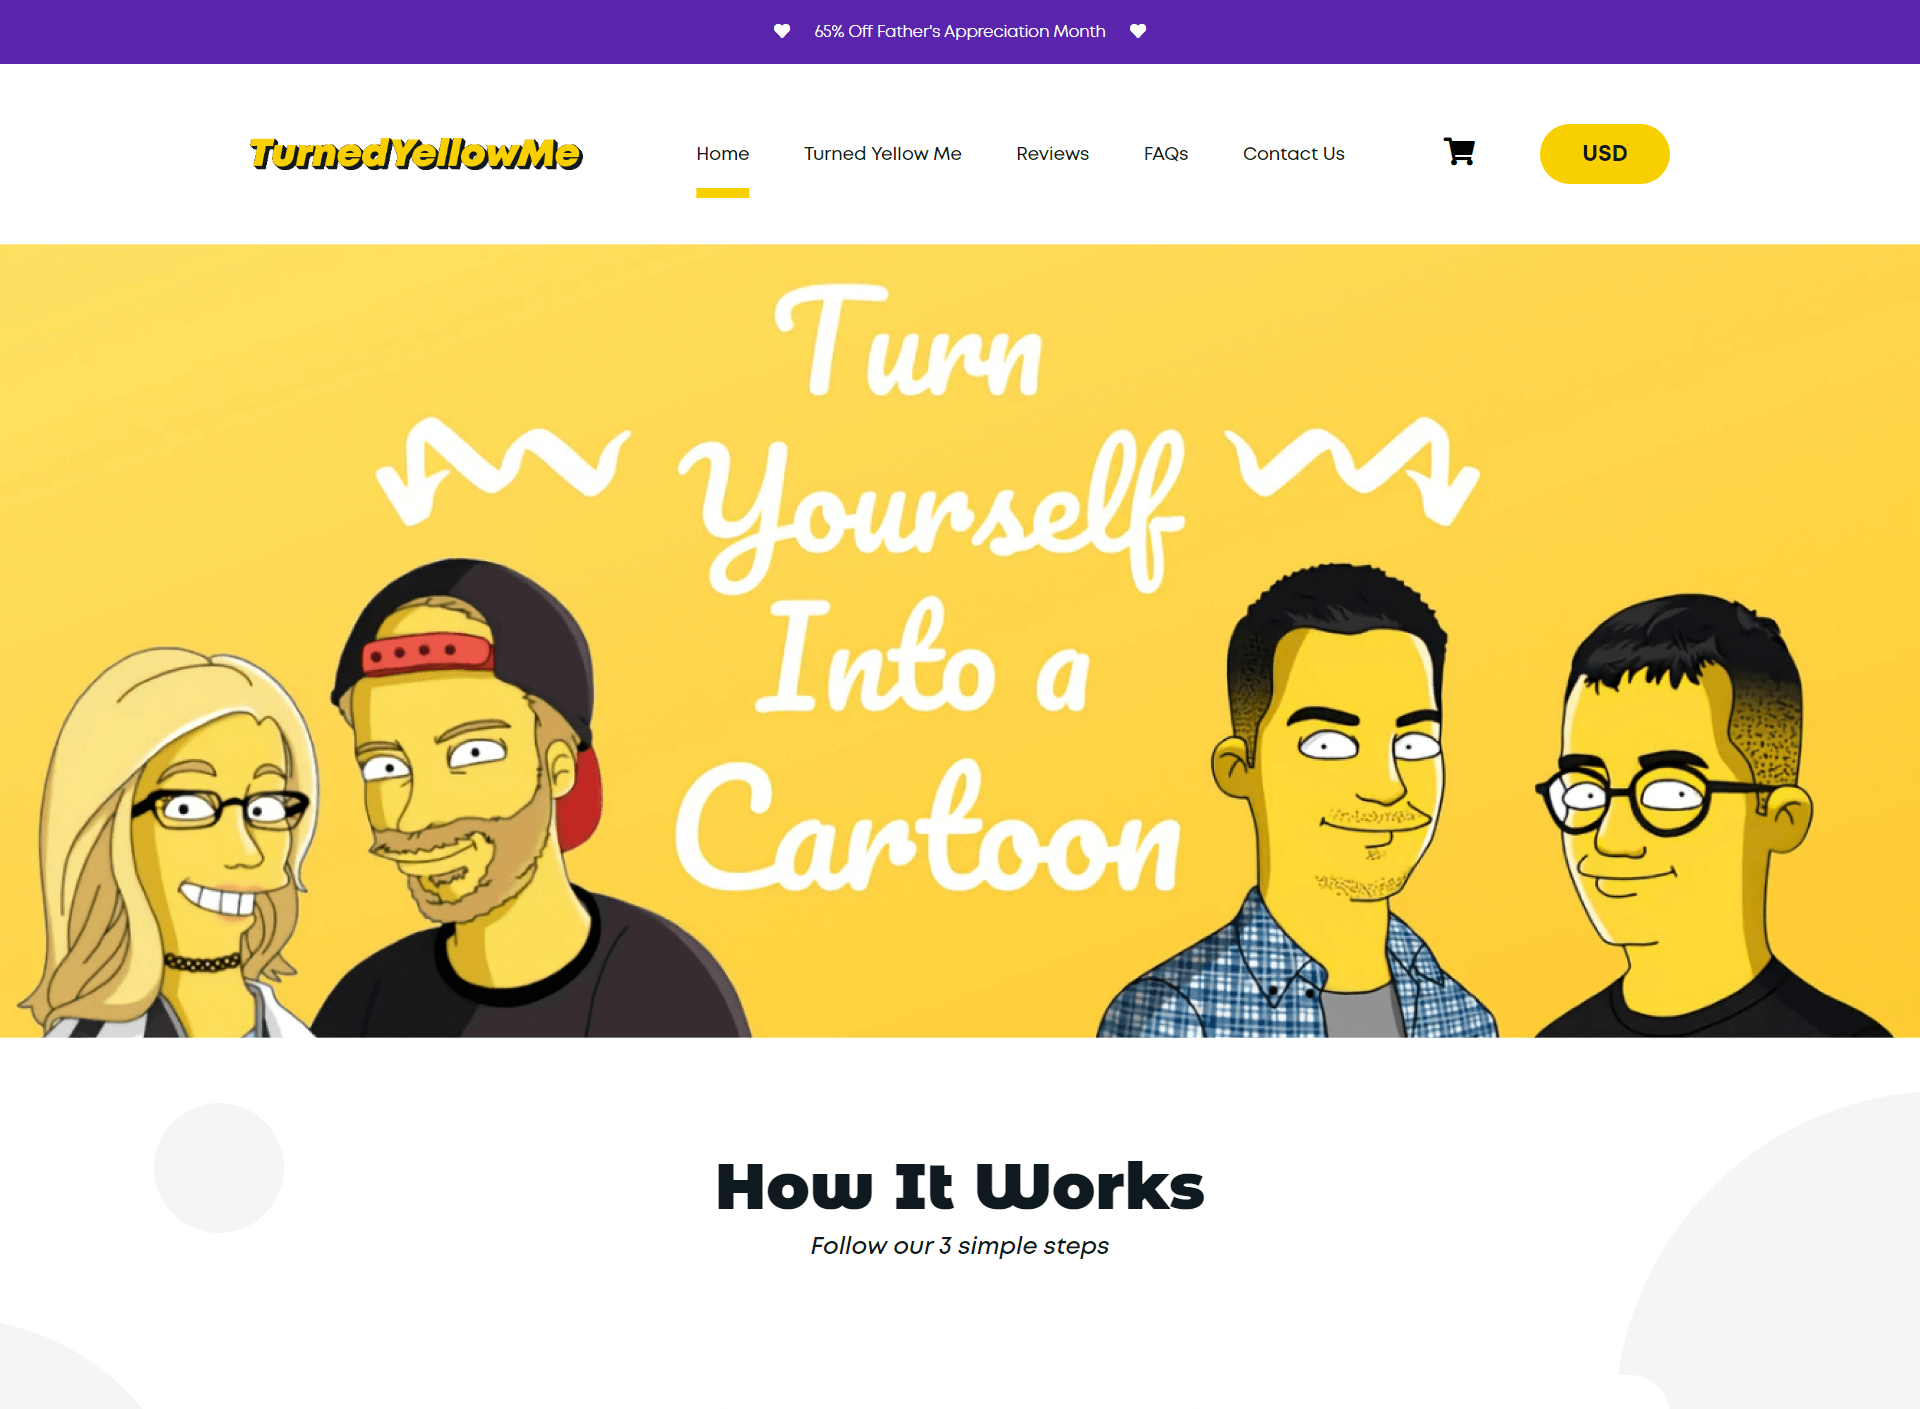 65% Off Father's Appreciation Month
TurnedYellowMe
Home
Turned Yellow Me
Reviews
FAQs
Contact Us
USD
Turn
Yourself
Into a
Cartoon
How It Works
Follow our 3 simple steps